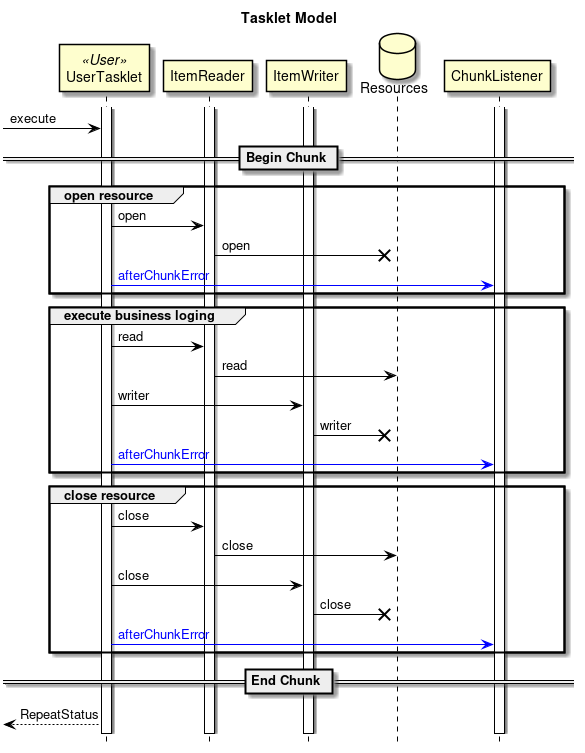 Tasklet Model
«User»
UserTasklet
ItemReader
ItemWriter
Resources
ChunkListener
execute
Begin Chunk
open resource
open
open
afterChunkError
execute business loging
read
read
writer
writer
afterChunkError
close resource
close
close
close
close
afterChunkError
End Chunk
RepeatStatus